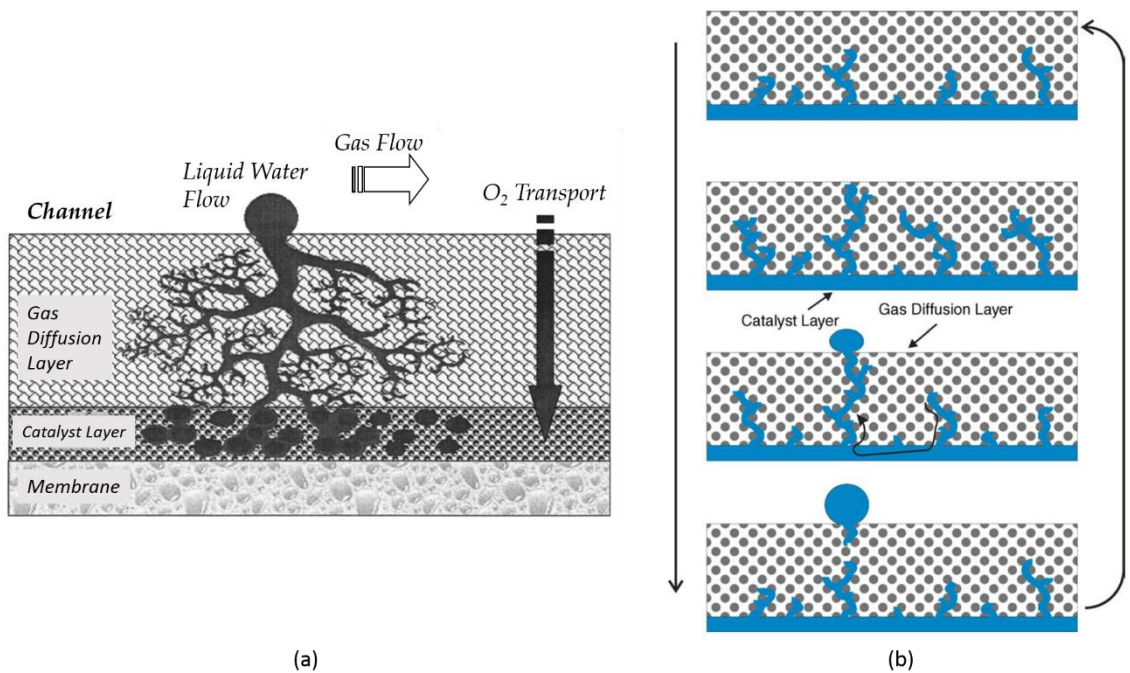 Gas Flow
Liquid Water
Flow
O₂ Transport
Channel
Gas
Diffusion
Layer
Catalyst Layer
Membrane
(a)
Catalyst Layer
Gas Diffusion Layer
(b)